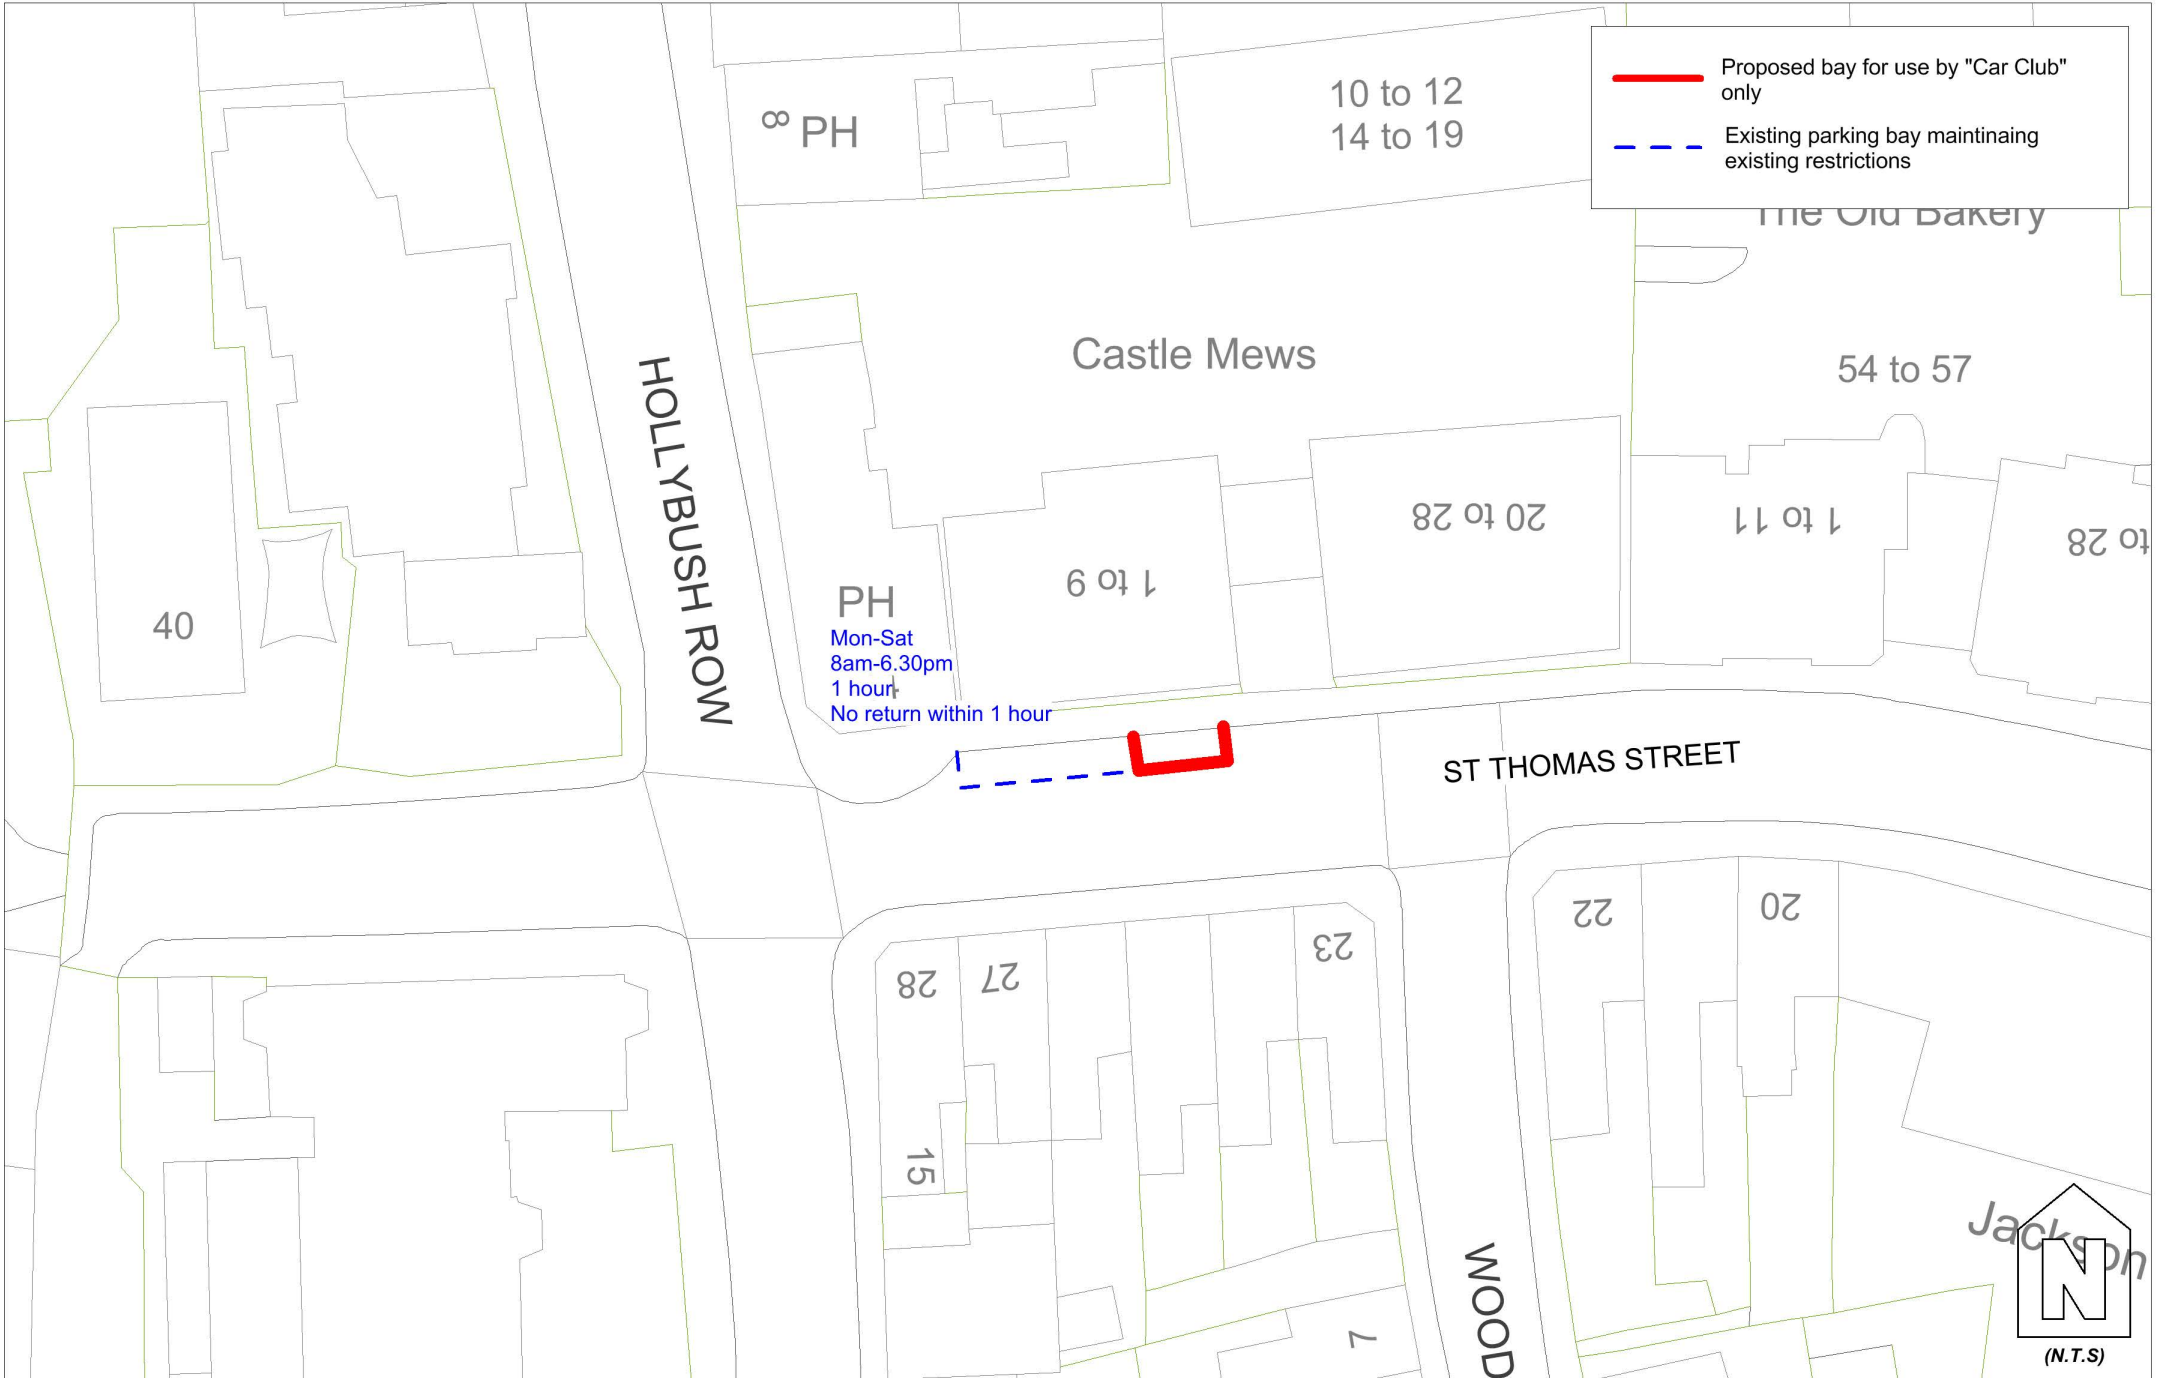 Proposed bay for use by "Car Club"
only
Existing parking bay maintinaing
existing restrictions
8
PH
10 to 12
14 to 19
The Old Bakery
Castle Mews
54 to 57
HOLLYBUSH ROW
20 to 28
1 to 11
to 28
1 to 9
40
PH
Mon-Sat
8am-6.30pm
1 hour
No return within 1 hour
ST THOMAS STREET
22
20
23
27
28
15
Jackson
WOOD
7
N
(N.T.S)